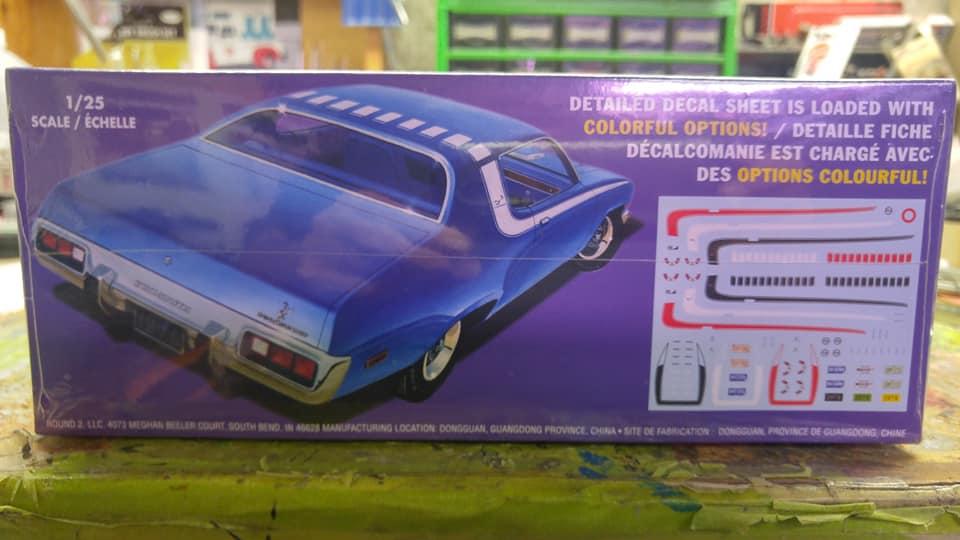 1/25
SCALE / ÉCHELLE
DETAILED DECAL SHEET IS LOADED WITH
COLORFUL OPTIONS! / DETAILLE FICHE
DÉCALCOMANIE EST CHARGÉ AVEC
DES OPTIONS COLOURFUL!
ROUND 2, LLC, 4073 MEGHAN BEELER COURT, SOUTH BEND, IN 46628 MANUFACTURING LOCATION: DONGGUAN, GUANGDONG PROVINCE, CHINA • SITE DE FABRICATION : DONGGUAN, PROVINCE DE GUANGDONG, CHINE